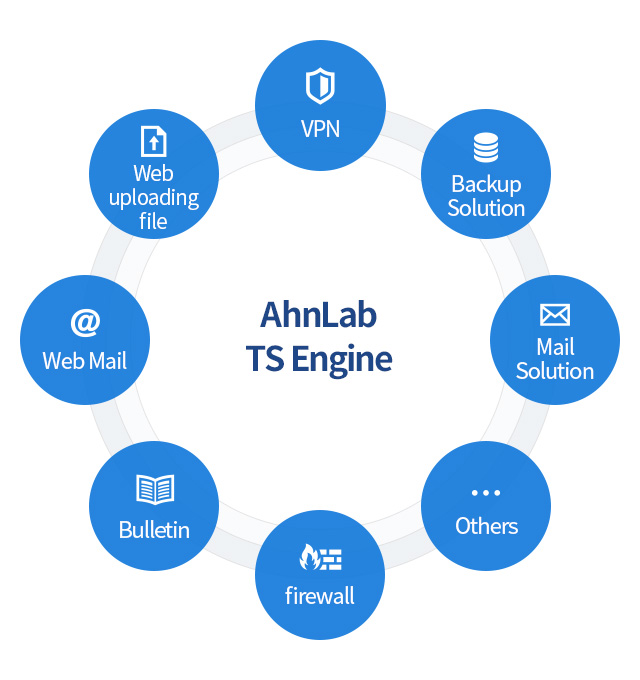 VPN
Web
uploading
file
Backup
Solution
AhnLab
TS Engine
@
Web Mail
Mail
Solution
Bulletin
...
Others
firewall